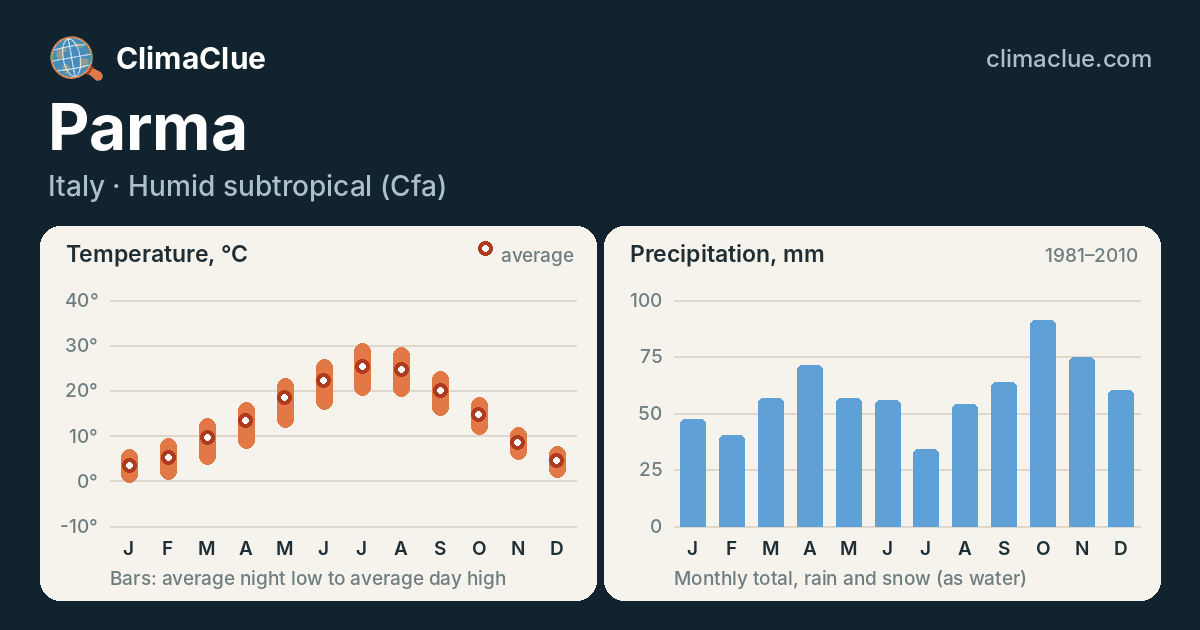 ClimaClue
climaclue.com
Parma
Italy · Humid subtropical (Cfa)
Temperature, °C
average
40°
30°
20°
10°
0°
-10°
J F M A M J J A S O N D
Bars: average night low to average day high
Precipitation, mm
1981–2010
100
75
50
25
0
J F M A M J J A S O N D
Monthly total, rain and snow (as water)